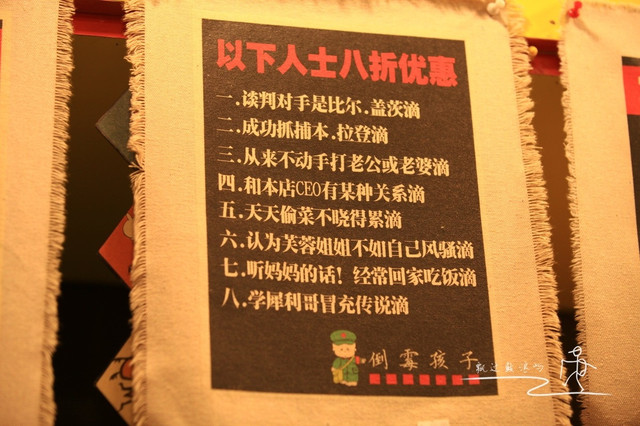 以下人士八折优惠
一.谈判对手是比尔.盖茨滴
二.成功抓捕本.拉登滴
三.从来不动手打老公或老婆滴
四.和本店CEO有某种关系滴
五.天天偷菜不晓得累滴
六.认为芙蓉姐姐不如自己风骚滴
七.听妈妈的话！经常回家吃饭滴
八.学犀利哥冒充传说滴
倒霉孩子